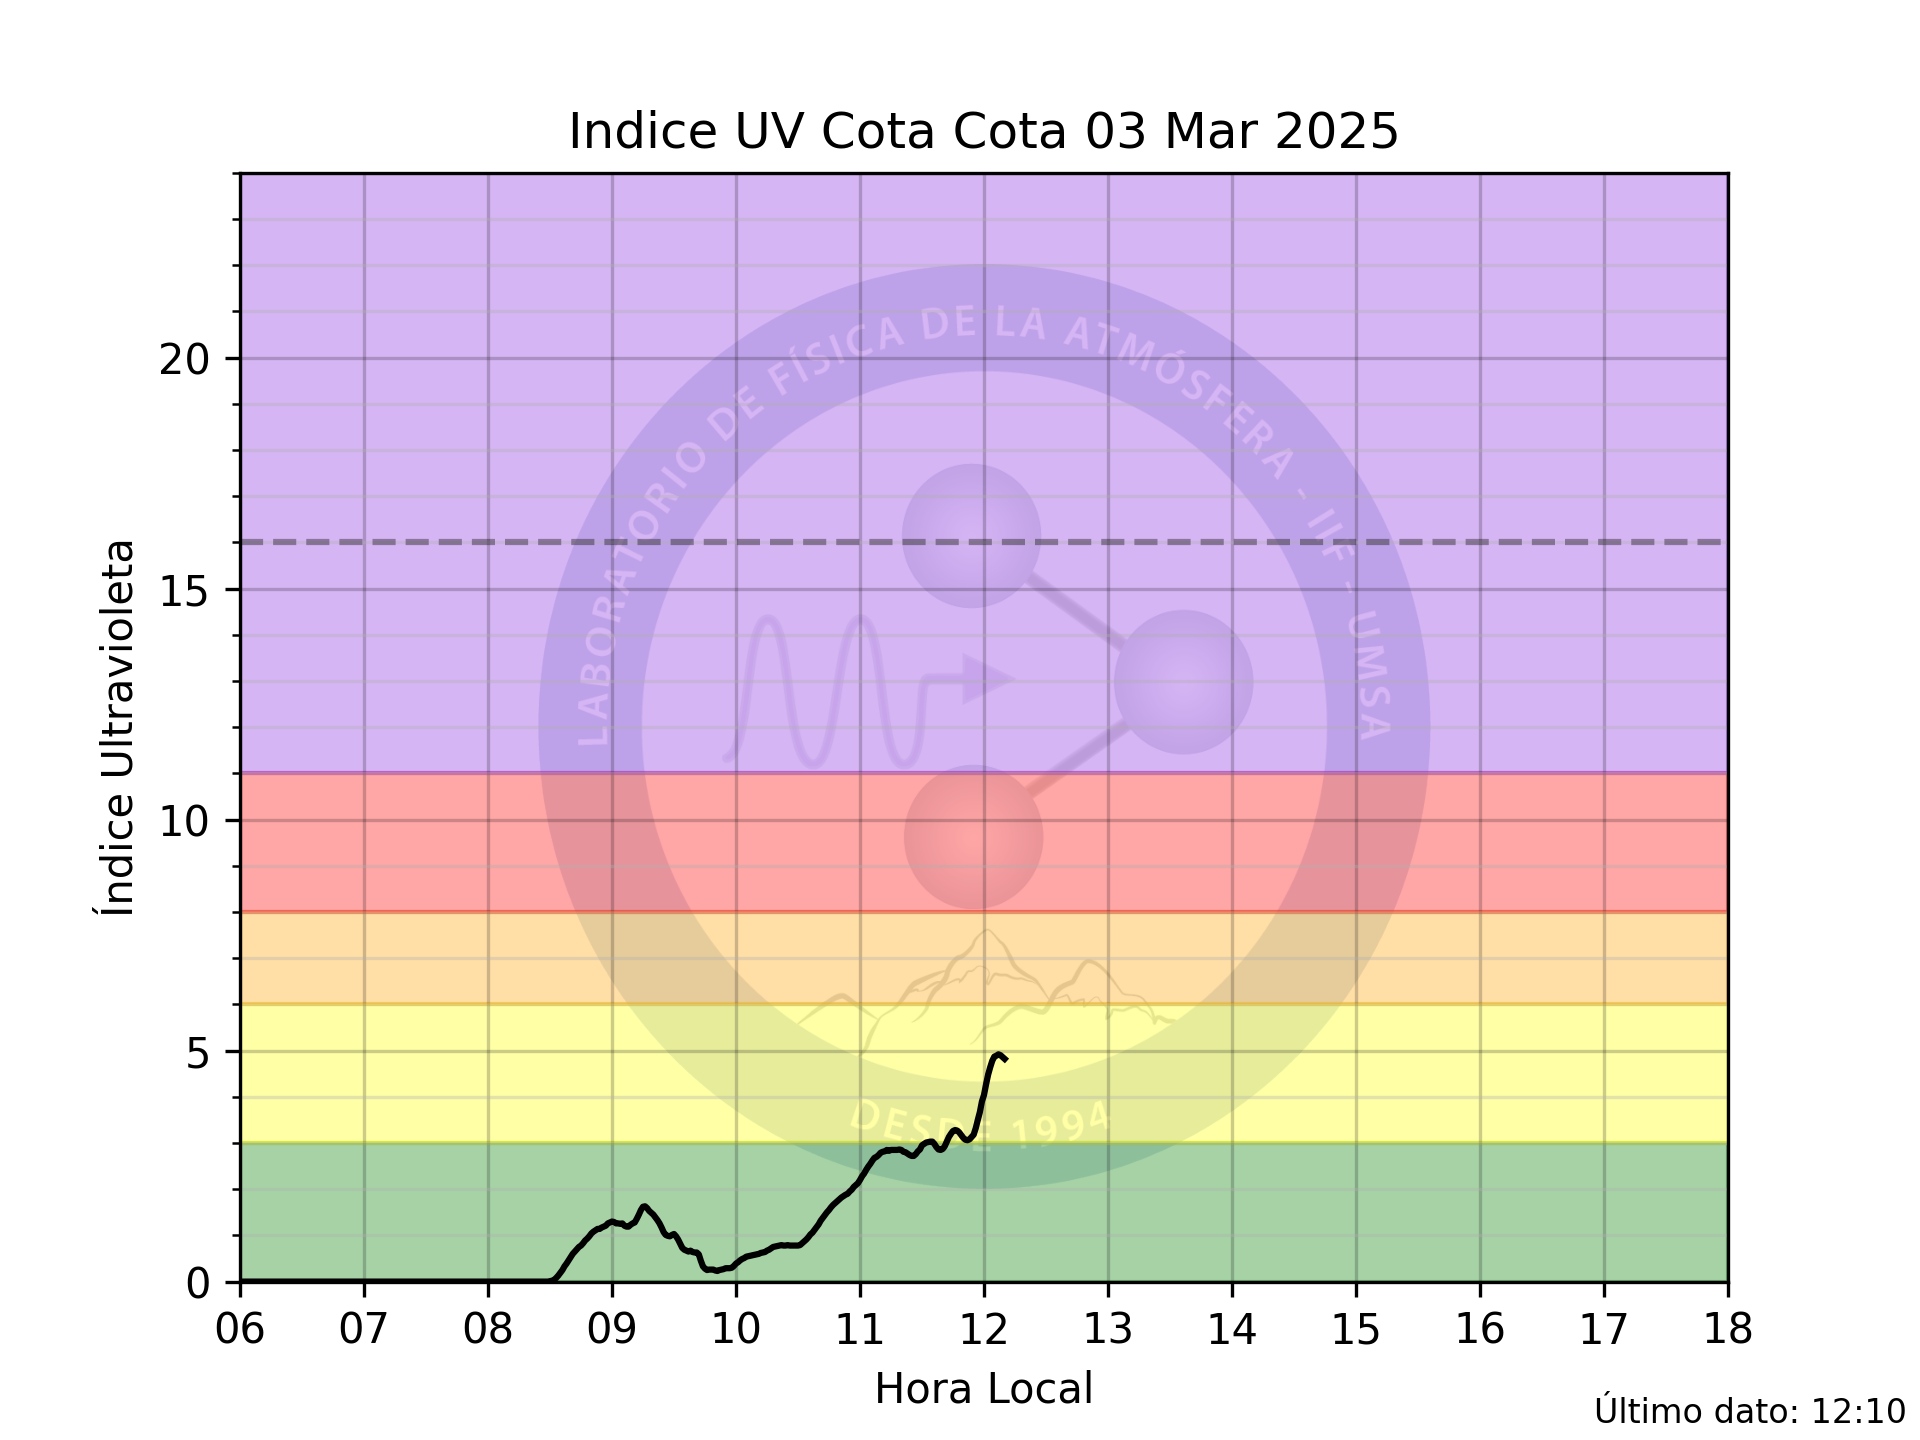 Indice UV Cota Cota 03 Mar 2025
LABORATORIO DE FÍSICA DE LA ATMÓSFERA - IIF - UMSA
DESDE 1994
Índice Ultravioleta
20
15
10
5
0
06 07 08 09 10 11 12 13 14 15 16 17 18
Hora Local
Último dato: 12:10